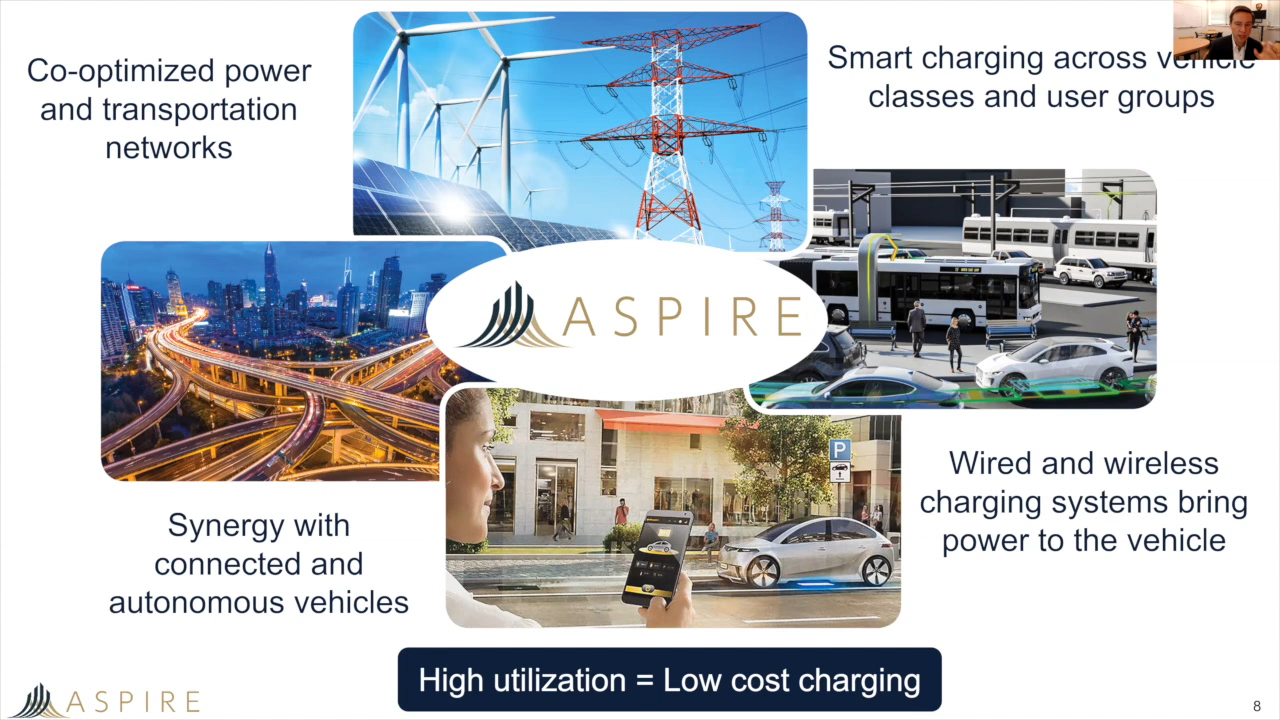 Co-optimized power
and transportation
networks
Smart charging across vehicle
classes and user groups
ASPIRE
P
Synergy with
connected and
autonomous vehicles
Wired and wireless
charging systems bring
power to the vehicle
High utilization = Low cost charging
ASPIRE
8